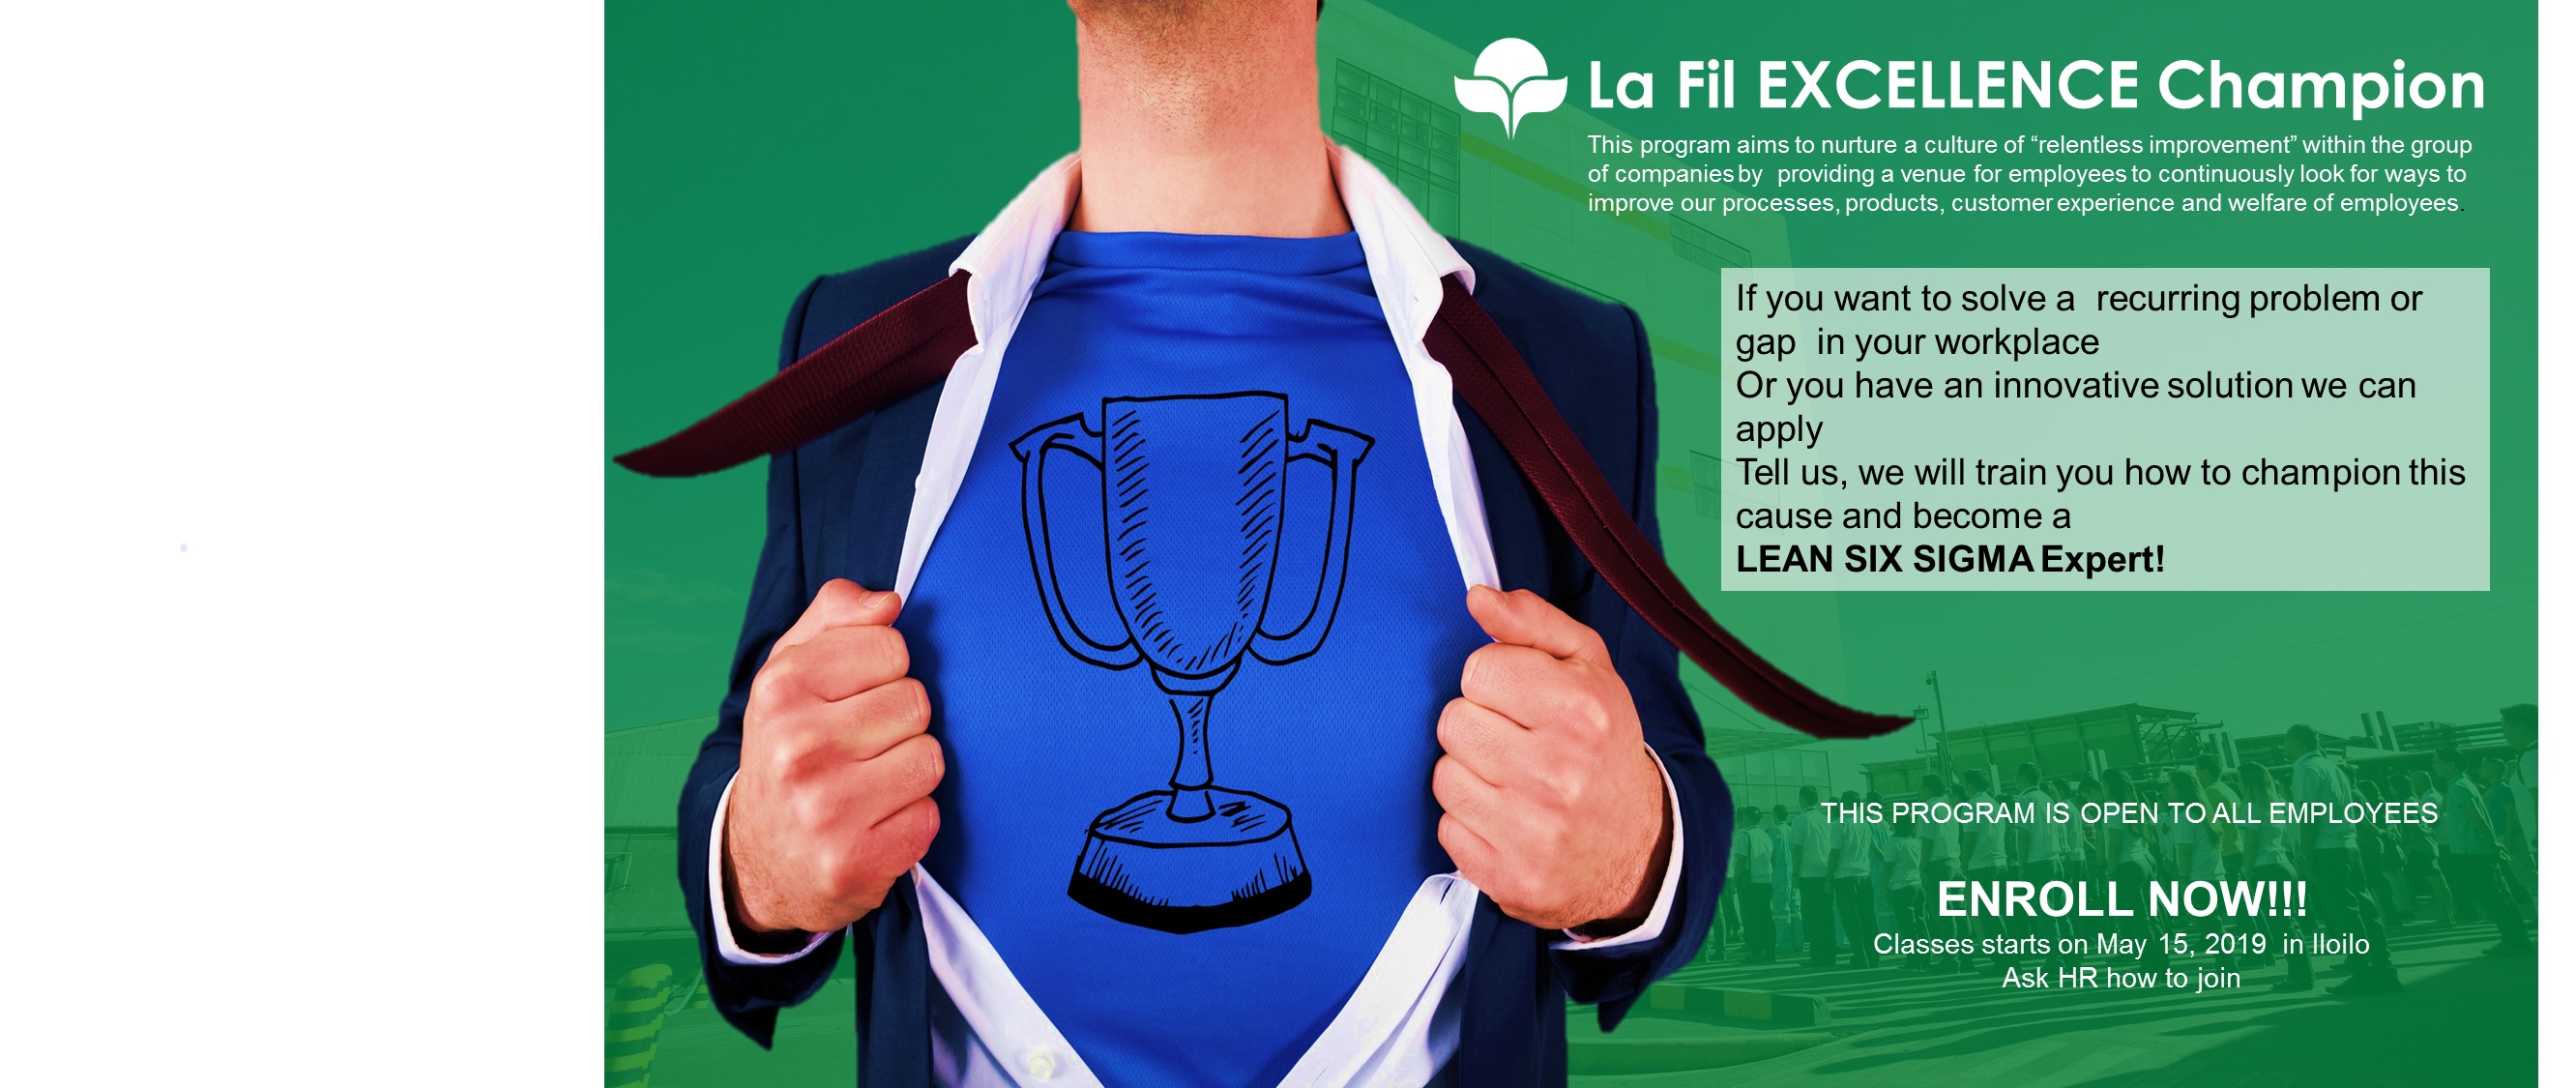 La Fil EXCELLENCE Champion
This program aims to nurture a culture of “relentless improvement” within the group
of companies by providing a venue for employees to continuously look for ways to
improve our processes, products, customer experience and welfare of employees.
If you want to solve a recurring problem or
gap in your workplace
Or you have an innovative solution we can
apply
Tell us, we will train you how to champion this
cause and become a
LEAN SIX SIGMA Expert!
THIS PROGRAM IS OPEN TO ALL EMPLOYEES
ENROLL NOW!!!
Classes starts on May 15, 2019 in Iloilo
Ask HR how to join